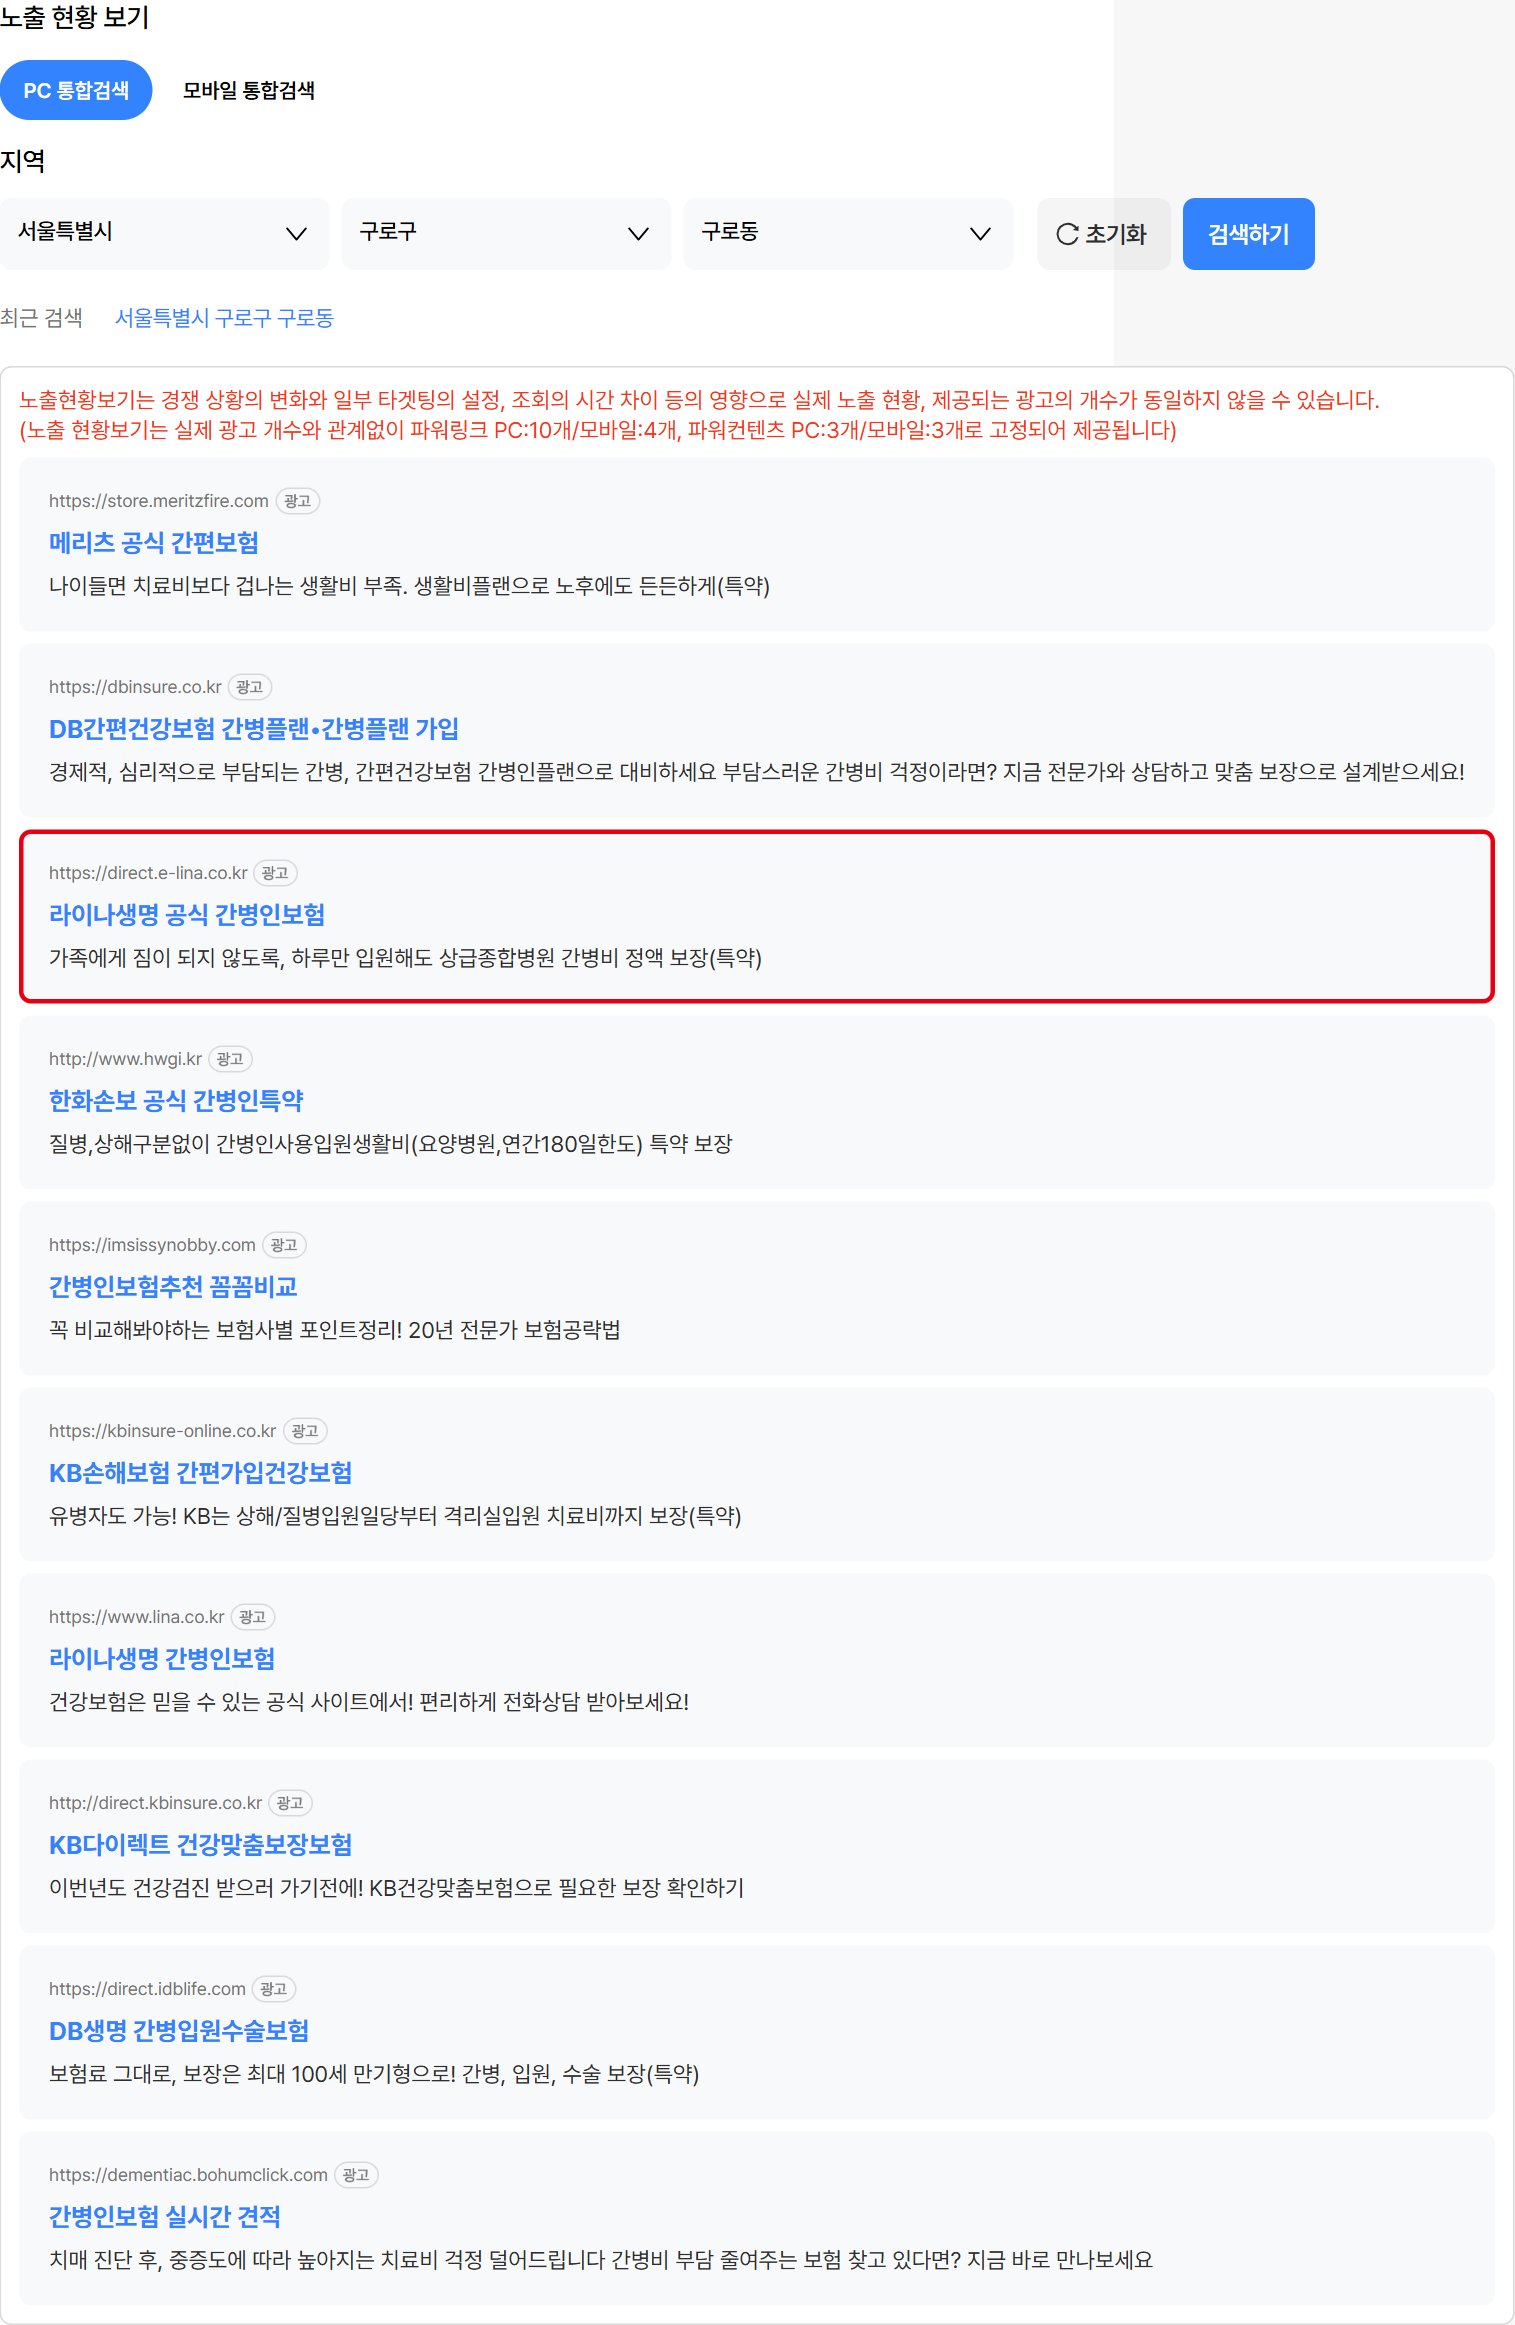 노출 현황 보기
PC 통합검색
모바일 통합검색
지역
서울특별시
구로구
구로동
초기화
검색하기
최근 검색
서울특별시 구로구 구로동
노출현황보기는 경쟁 상황의 변화와 일부 타겟팅의 설정, 조회의 시간 차이 등의 영향으로 실제 노출 현황, 제공되는 광고의 개수가 동일하지 않을 수 있습니다.
(노출 현황보기는 실제 광고 개수와 관계없이 파워링크 PC:10개/모바일:4개, 파워컨텐츠 PC:3개/모바일:3개로 고정되어 제공됩니다)
https://store.meritzfire.com 광고
메리츠 공식 간편보험
나이들면 치료비보다 겁나는 생활비 부족. 생활비플랜으로 노후에도 든든하게(특약)
https://dbinsure.co.kr 광고
DB간편건강보험 간병플랜•간병플랜 가입
경제적, 심리적으로 부담되는 간병, 간편건강보험 간병인플랜으로 대비하세요 부담스러운 간병비 걱정이라면? 지금 전문가와 상담하고 맞춤 보장으로 설계받으세요!
https://direct.e-lina.co.kr 광고
라이나생명 공식 간병인보험
가족에게 짐이 되지 않도록, 하루만 입원해도 상급종합병원 간병비 정액 보장(특약)
http://www.hwgi.kr 광고
한화손보 공식 간병인특약
질병,상해구분없이 간병인사용입원생활비(요양병원,연간180일한도) 특약 보장
https://imsissynobby.com 광고
간병인보험추천 꼼꼼비교
꼭 비교해봐야하는 보험사별 포인트정리! 20년 전문가 보험공략법
https://kbinsure-online.co.kr 광고
KB손해보험 간편가입건강보험
유병자도 가능! KB는 상해/질병입원일당부터 격리실입원 치료비까지 보장(특약)
https://www.lina.co.kr 광고
라이나생명 간병인보험
건강보험은 믿을 수 있는 공식 사이트에서! 편리하게 전화상담 받아보세요!
http://direct.kbinsure.co.kr 광고
KB다이렉트 건강맞춤보장보험
이번년도 건강검진 받으러 가기전에! KB건강맞춤보험으로 필요한 보장 확인하기
https://direct.idblife.com 광고
DB생명 간병입원수술보험
보험료 그대로, 보장은 최대 100세 만기형으로! 간병, 입원, 수술 보장(특약)
https://dementiac.bohumclick.com 광고
간병인보험 실시간 견적
치매 진단 후, 중증도에 따라 높아지는 치료비 걱정 덜어드립니다 간병비 부담 줄여주는 보험 찾고 있다면? 지금 바로 만나보세요